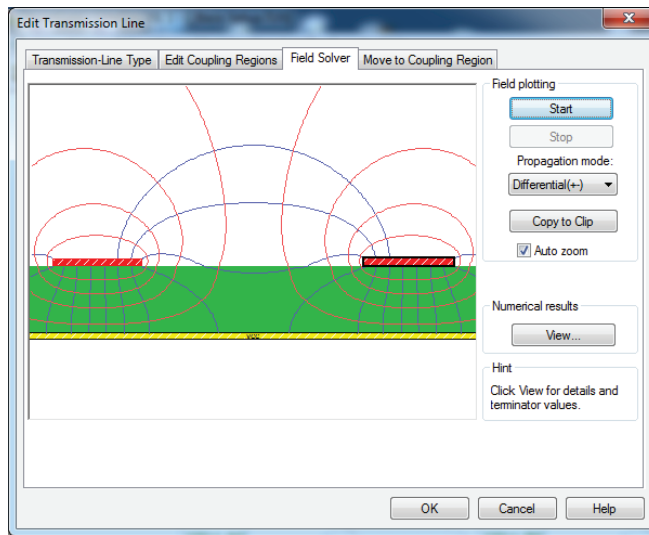 Edit Transmission Line
Transmission-Line Type
Edit Coupling Regions
Field Solver
Move to Coupling Region
Field plotting
Start
Stop
Propagation mode:
Differential(+-)
Copy to Clip
Auto zoom
Numerical results
View...
Hint
Click View for details and
terminator values.
VCC
OK
Cancel
Help